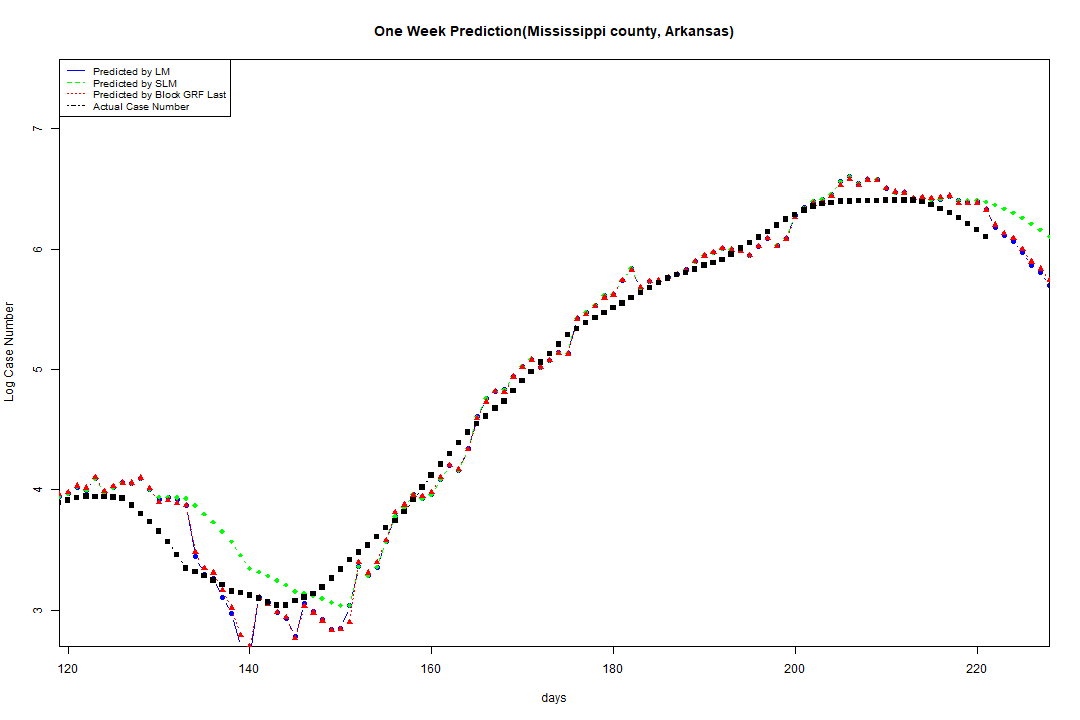 One Week Prediction(Mississippi county, Arkansas)
Predicted by LM
Predicted by SLM
Predicted by Block GRF Last
Actual Case Number
7
6
5
4
3
Log Case Number
120 140 160 180 200 220
days